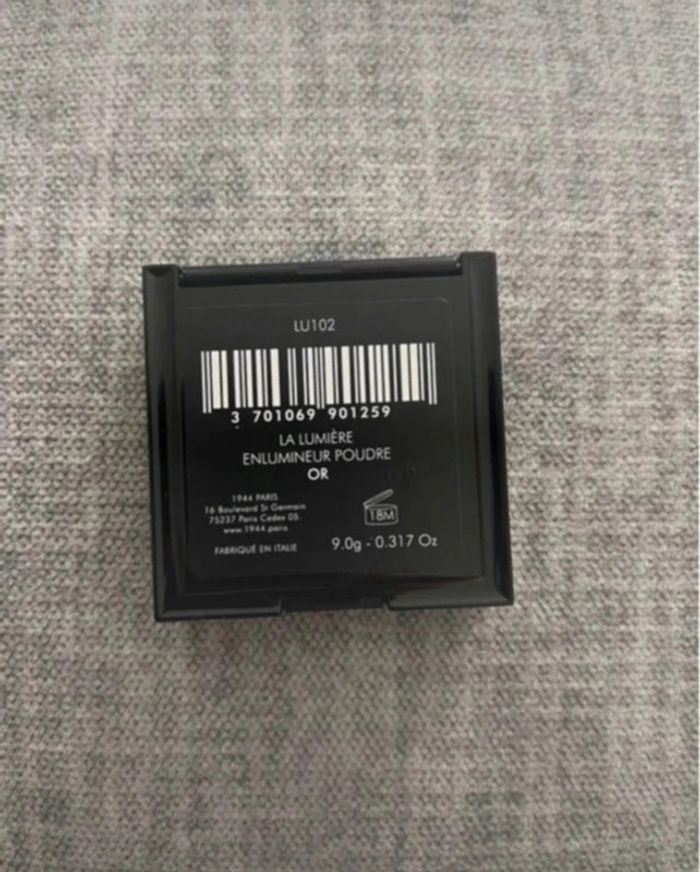 LU102
3 701069 901259
LA LUMIÈRE
ENLUMINEUR POUDRE
OR
1944 PARIS
16 Boulevard St Germain
75237 Paris Cedex 05.
www.1944.paris
FABRIQUÉ EN ITALIE
18M
9.0g - 0.317 Oz